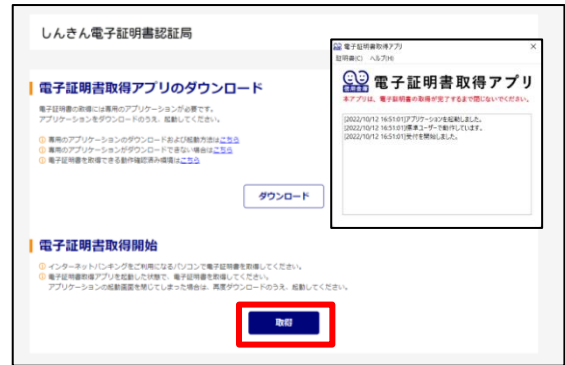 しんきん電子証明書認証局
電子証明書取得アプリのダウンロード
電子証明書の取得には専用のアプリケーションが必要です。
アプリケーションをダウンロードのうえ、起動してください。
専用のアプリケーションのダウンロードおよび起動方法はこちら
専用のアプリケーションがダウンロードできない場合はこちら
電子証明書を取得できる動作確認済み環境はこちら
ダウンロード
電子証明書取得アプリ
証明書(C) ヘルプ(H)
信用金庫
電子証明書取得アプリ
本アプリは、電子証明書の取得が完了するまで閉じないでください。
[2022/10/12 16:51:01]アプリケーションを起動しました。
[2022/10/12 16:51:01]標準ユーザーで動作しています。
[2022/10/12 16:51:01]受付を開始しました。
電子証明書取得開始
インターネットバンキングをご利用になるパソコンで電子証明書を取得してください。
電子証明書取得アプリを起動した状態で、電子証明書を取得してください。
アプリケーションの起動画面を閉じてしまった場合は、再度ダウンロードのうえ、起動してください。
取得